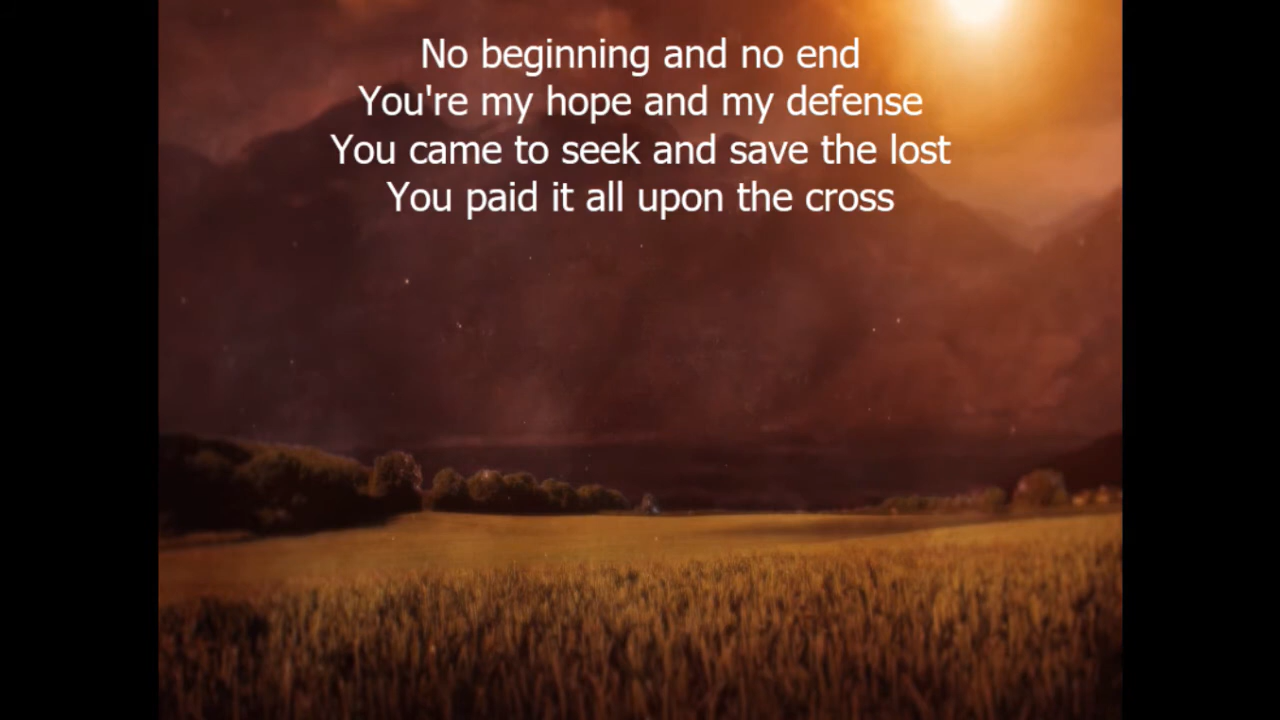 No beginning and no end
You're my hope and my defense
You came to seek and save the lost
You paid it all upon the cross